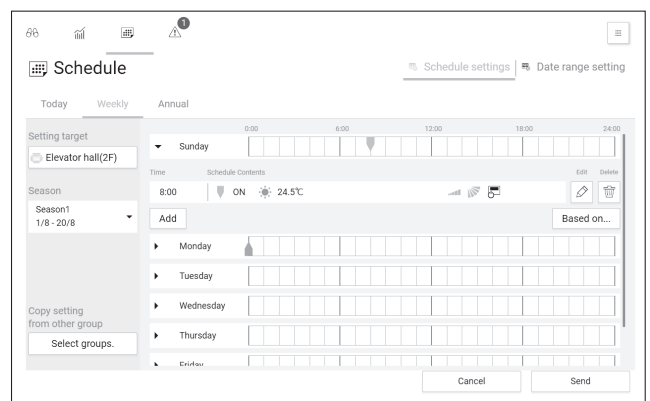 1
Schedule
Schedule settings
Date range setting
Today
Weekly
Annual
Setting target
Elevator hall(2F)
Season
Season1
1/8 - 20/8
Copy setting
from other group
Select groups.
0:00 6:00 12:00 18:00 24:00
Sunday
Time Schedule Contents Edit Delete
8:00 ON 24.5℃
Add
Based on...
Monday
Tuesday
Wednesday
Thursday
Friday
Cancel
Send